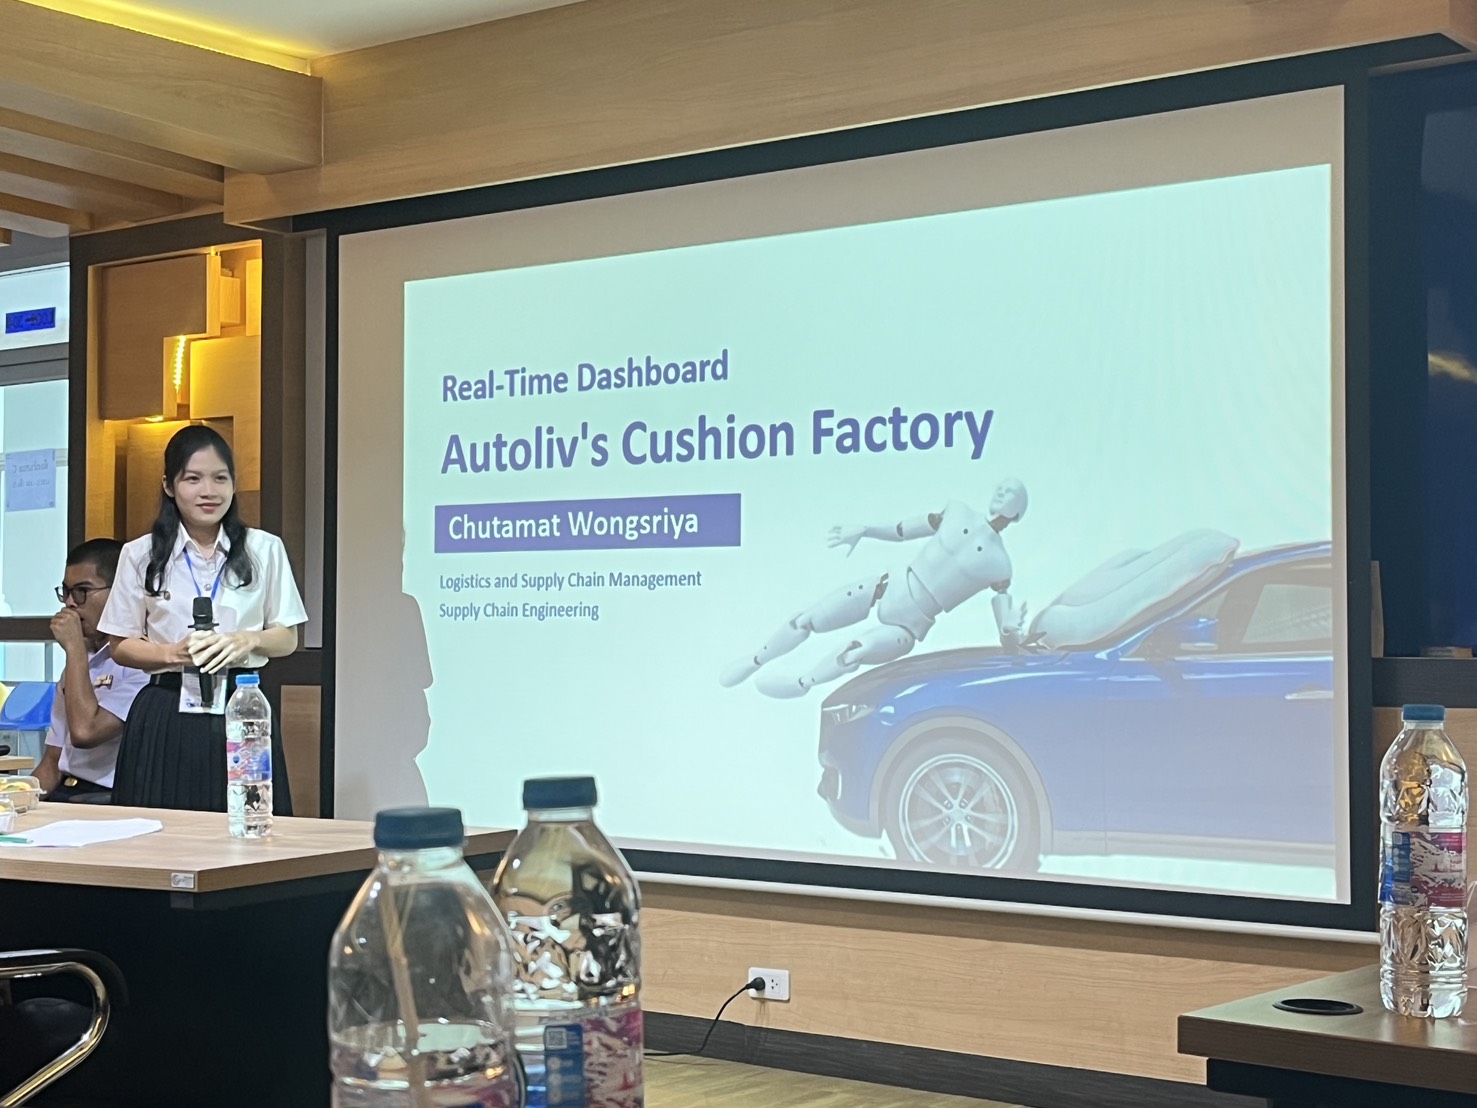 Real-Time Dashboard
Autoliv's Cushion Factory
Chutamat Wongsriya
Logistics and Supply Chain Management
Supply Chain Engineering